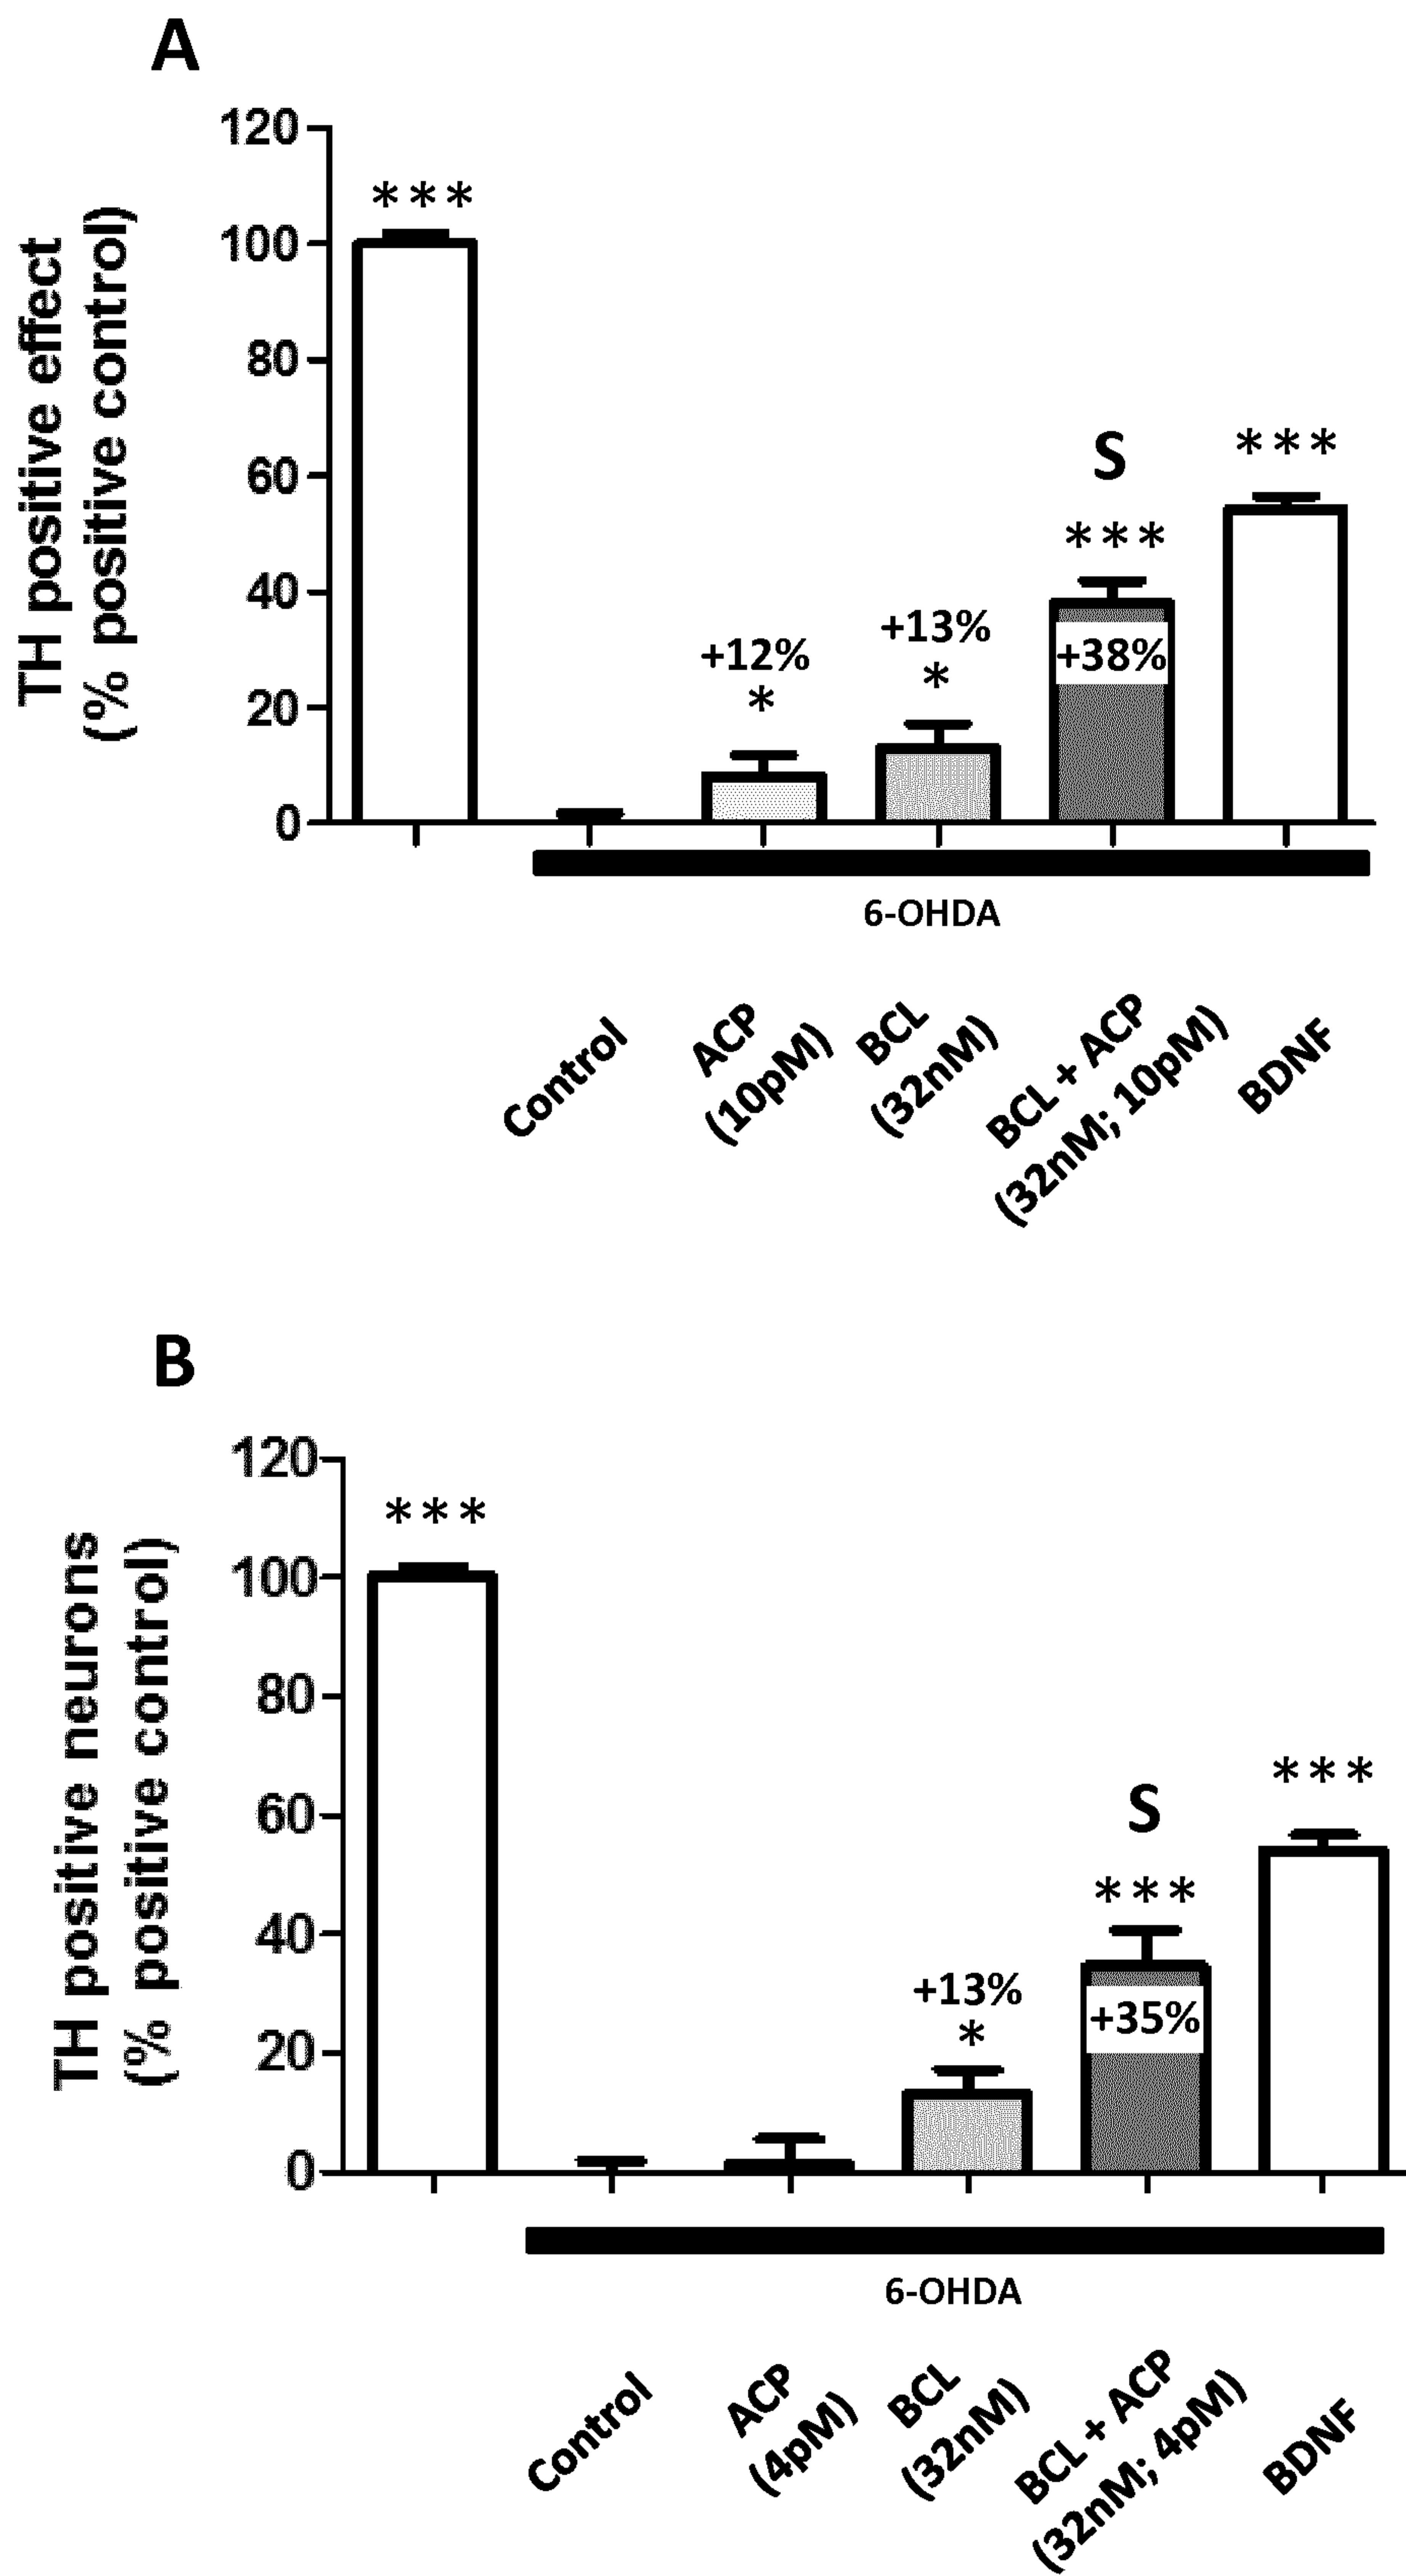 A
TH positive effect
(% positive control)
120
100
80
60
40
20
0
***
+12%
*
+13%
*
S
***
+38%
***
6-OHDA
Control
ACP
(10pM)
BCL
(32nM)
BCL + ACP
(32nM; 10pM)
BDNF
B
TH positive neurons
(% positive control)
120
100
80
60
40
20
0
***
+13%
*
S
***
+35%
***
6-OHDA
Control
ACP
(4pM)
BCL
(32nM)
BCL + ACP
(32nM; 4pM)
BDNF